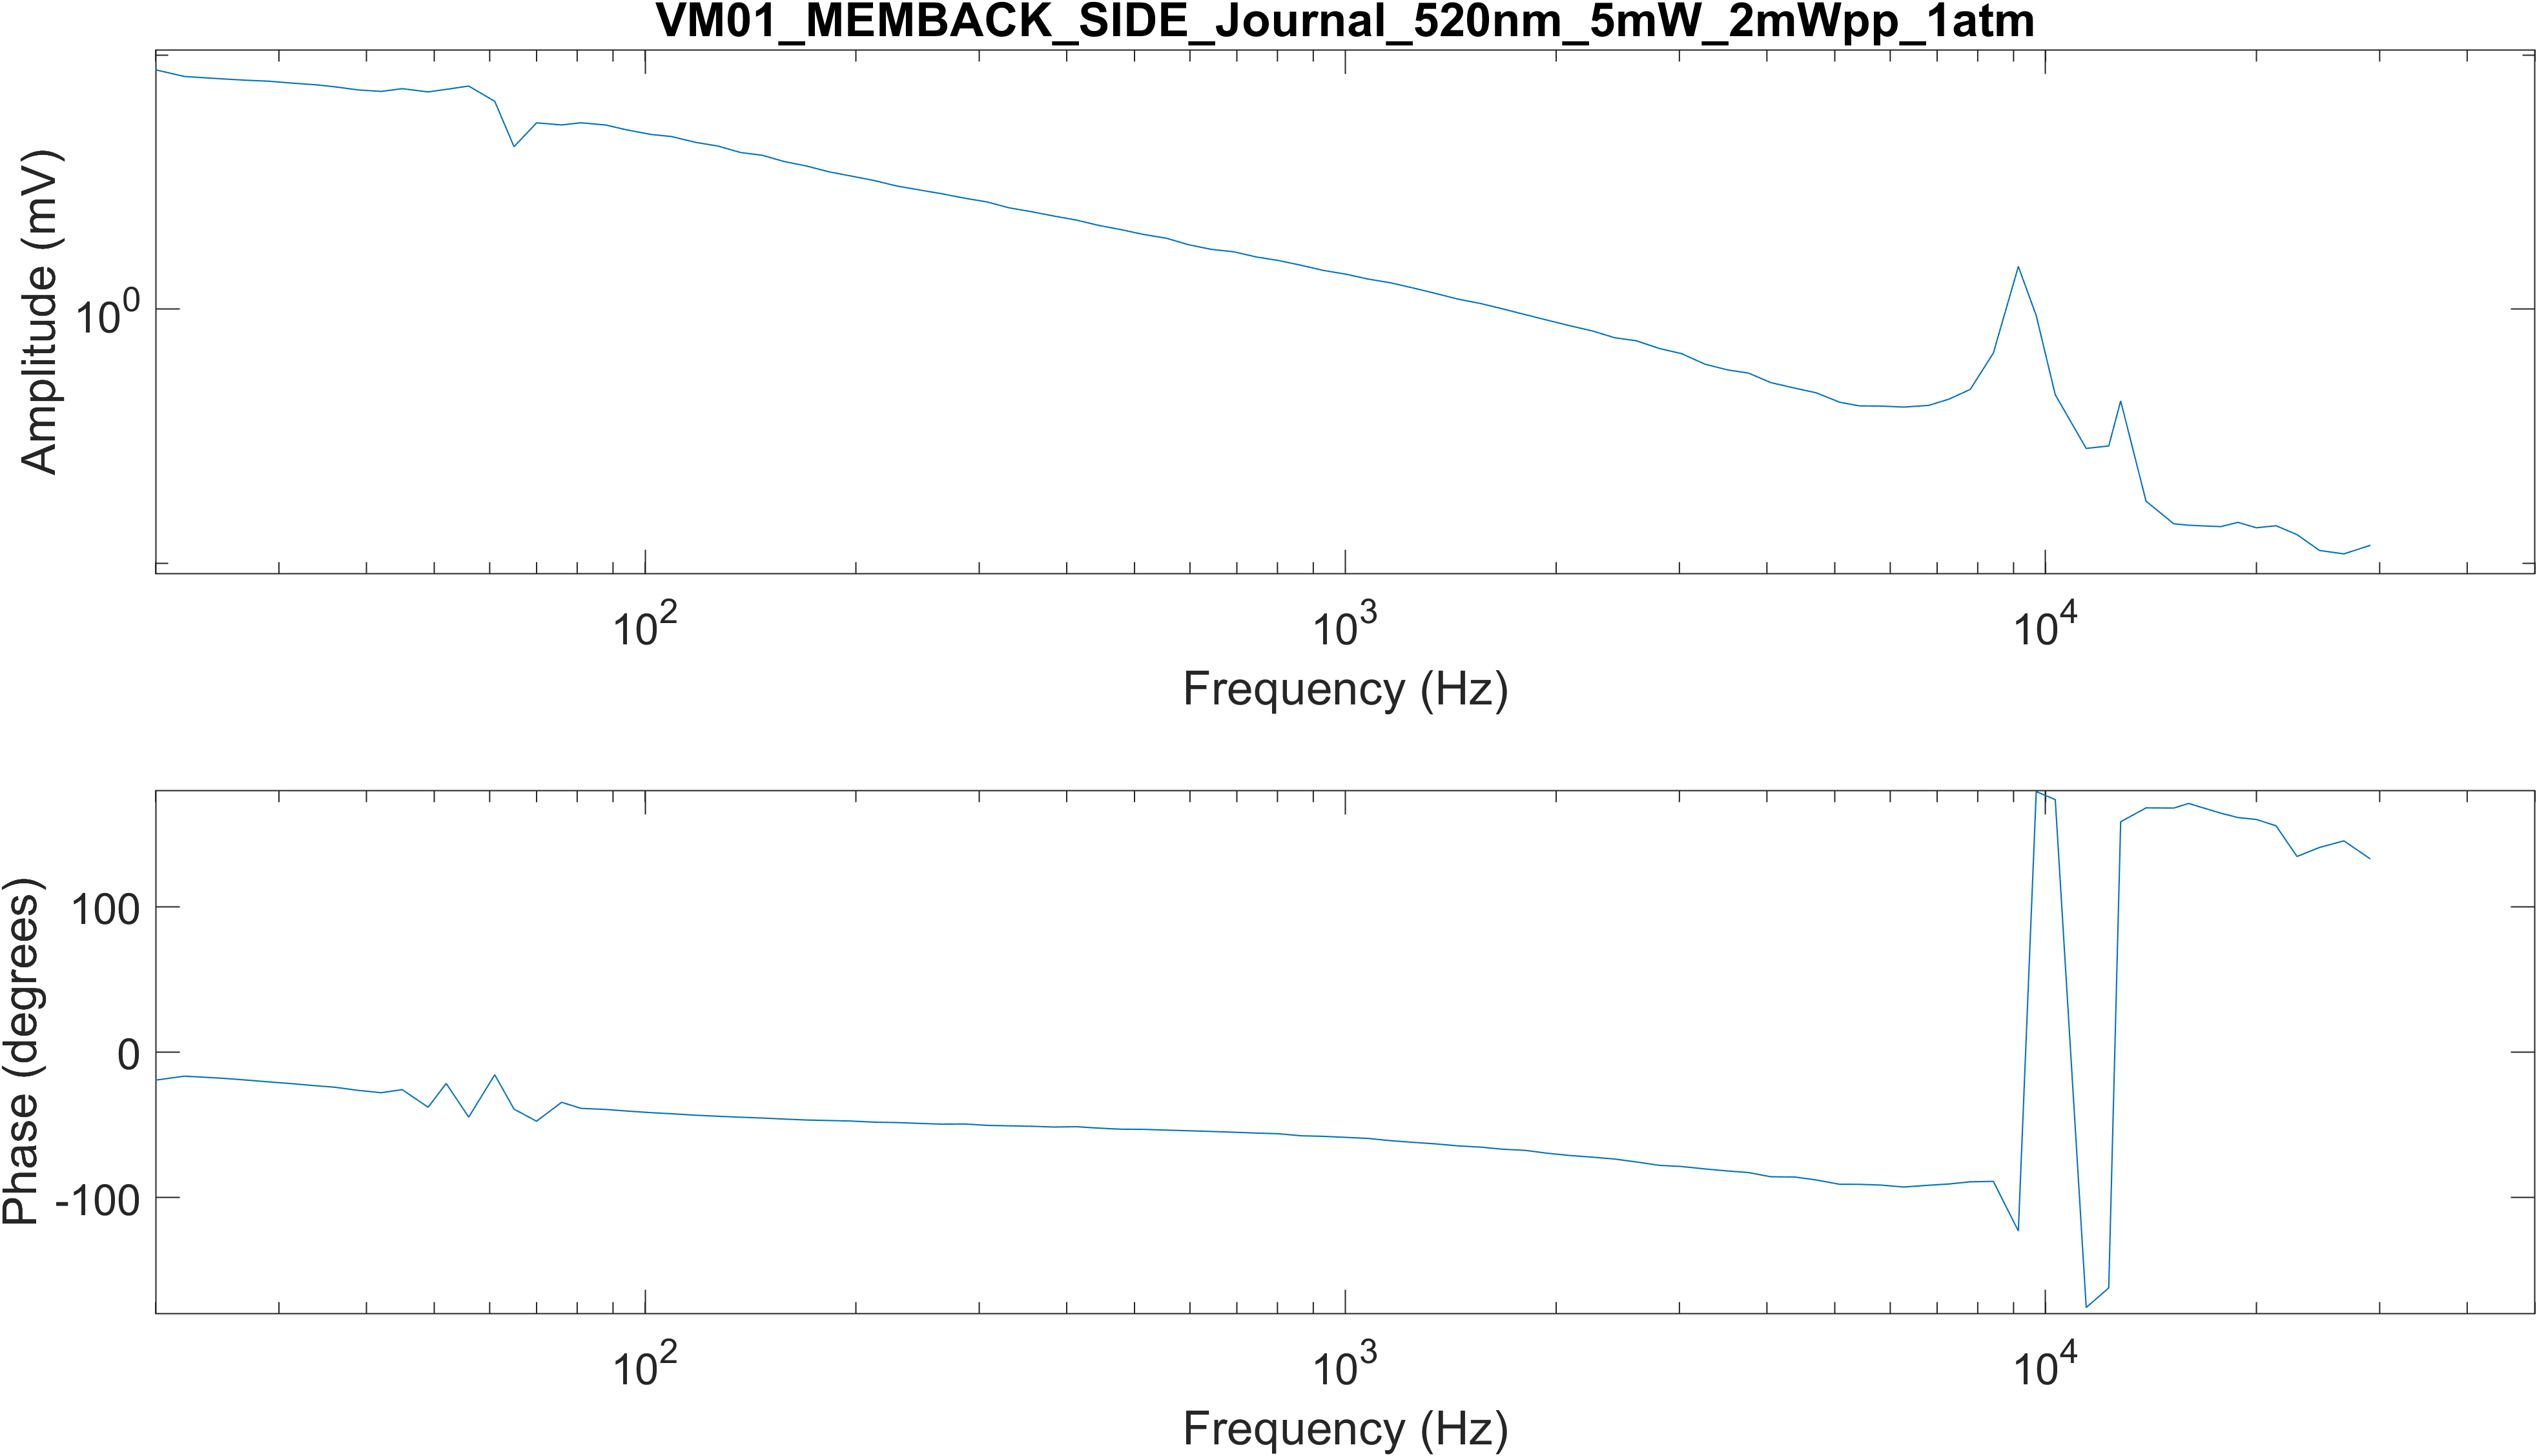 VM01_MEMBACK_SIDE_Journal_520nm_5mW_2mWpp_1atm
Amplitude (mV)
10^0
10^2 10^3 10^4
Frequency (Hz)
Phase (degrees)
100
0
-100
10^2 10^3 10^4
Frequency (Hz)